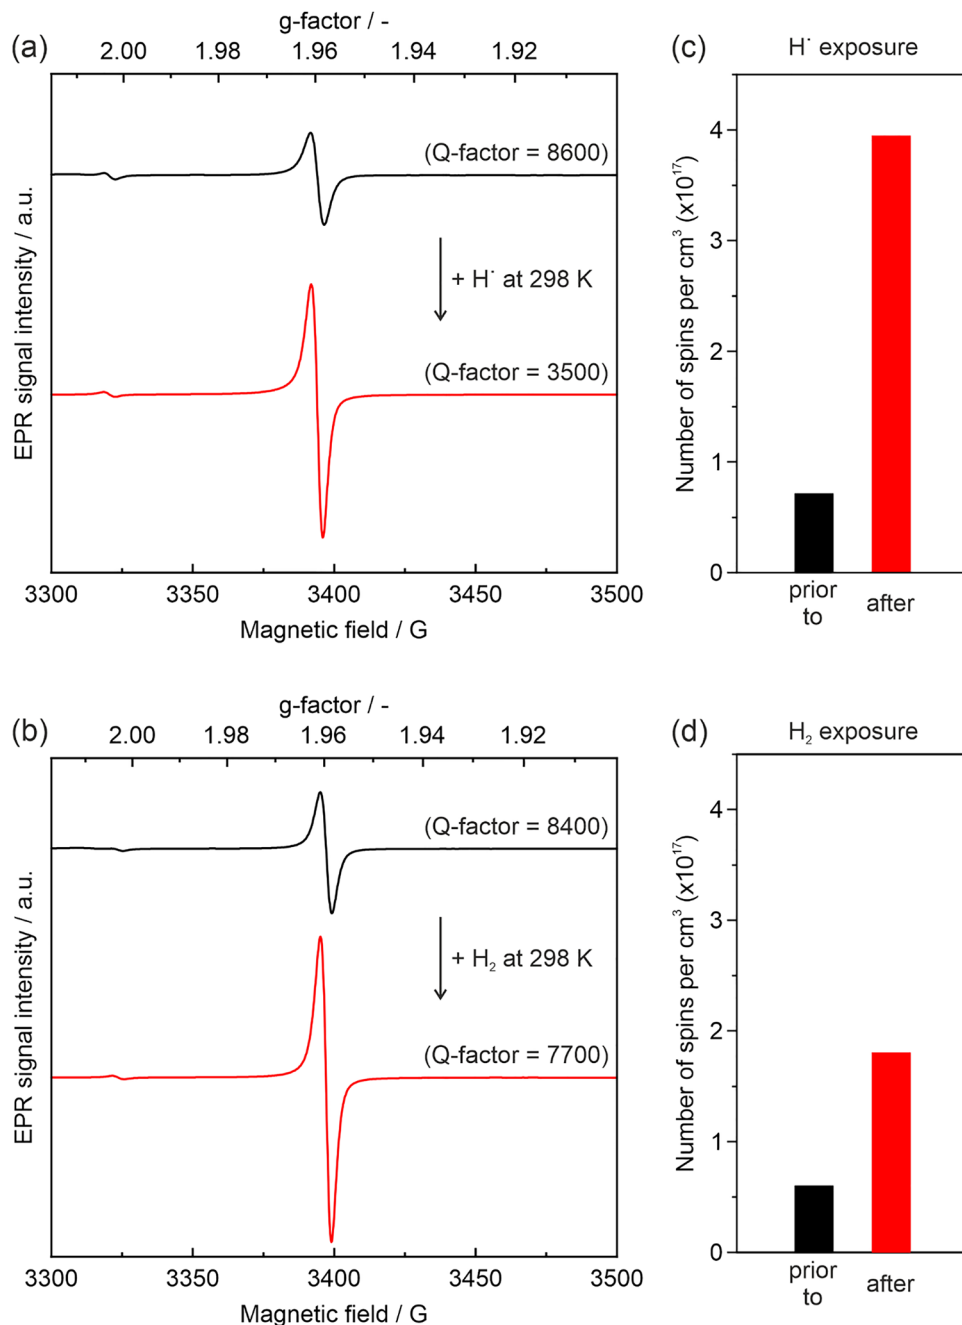 (a)
g-factor / -
2.00 1.98 1.96 1.94 1.92
(Q-factor = 8600)
+ H˙ at 298 K
(Q-factor = 3500)
EPR signal intensity / a.u.
3300 3350 3400 3450 3500
Magnetic field / G
(c)
H˙ exposure
Number of spins per cm³ (x10¹⁷)
4
3
2
1
0
prior
to
after
(b)
g-factor / -
2.00 1.98 1.96 1.94 1.92
(Q-factor = 8400)
+ H₂ at 298 K
(Q-factor = 7700)
EPR signal intensity / a.u.
3300 3350 3400 3450 3500
Magnetic field / G
(d)
H₂ exposure
Number of spins per cm³ (x10¹⁷)
4
3
2
1
0
prior
to
after